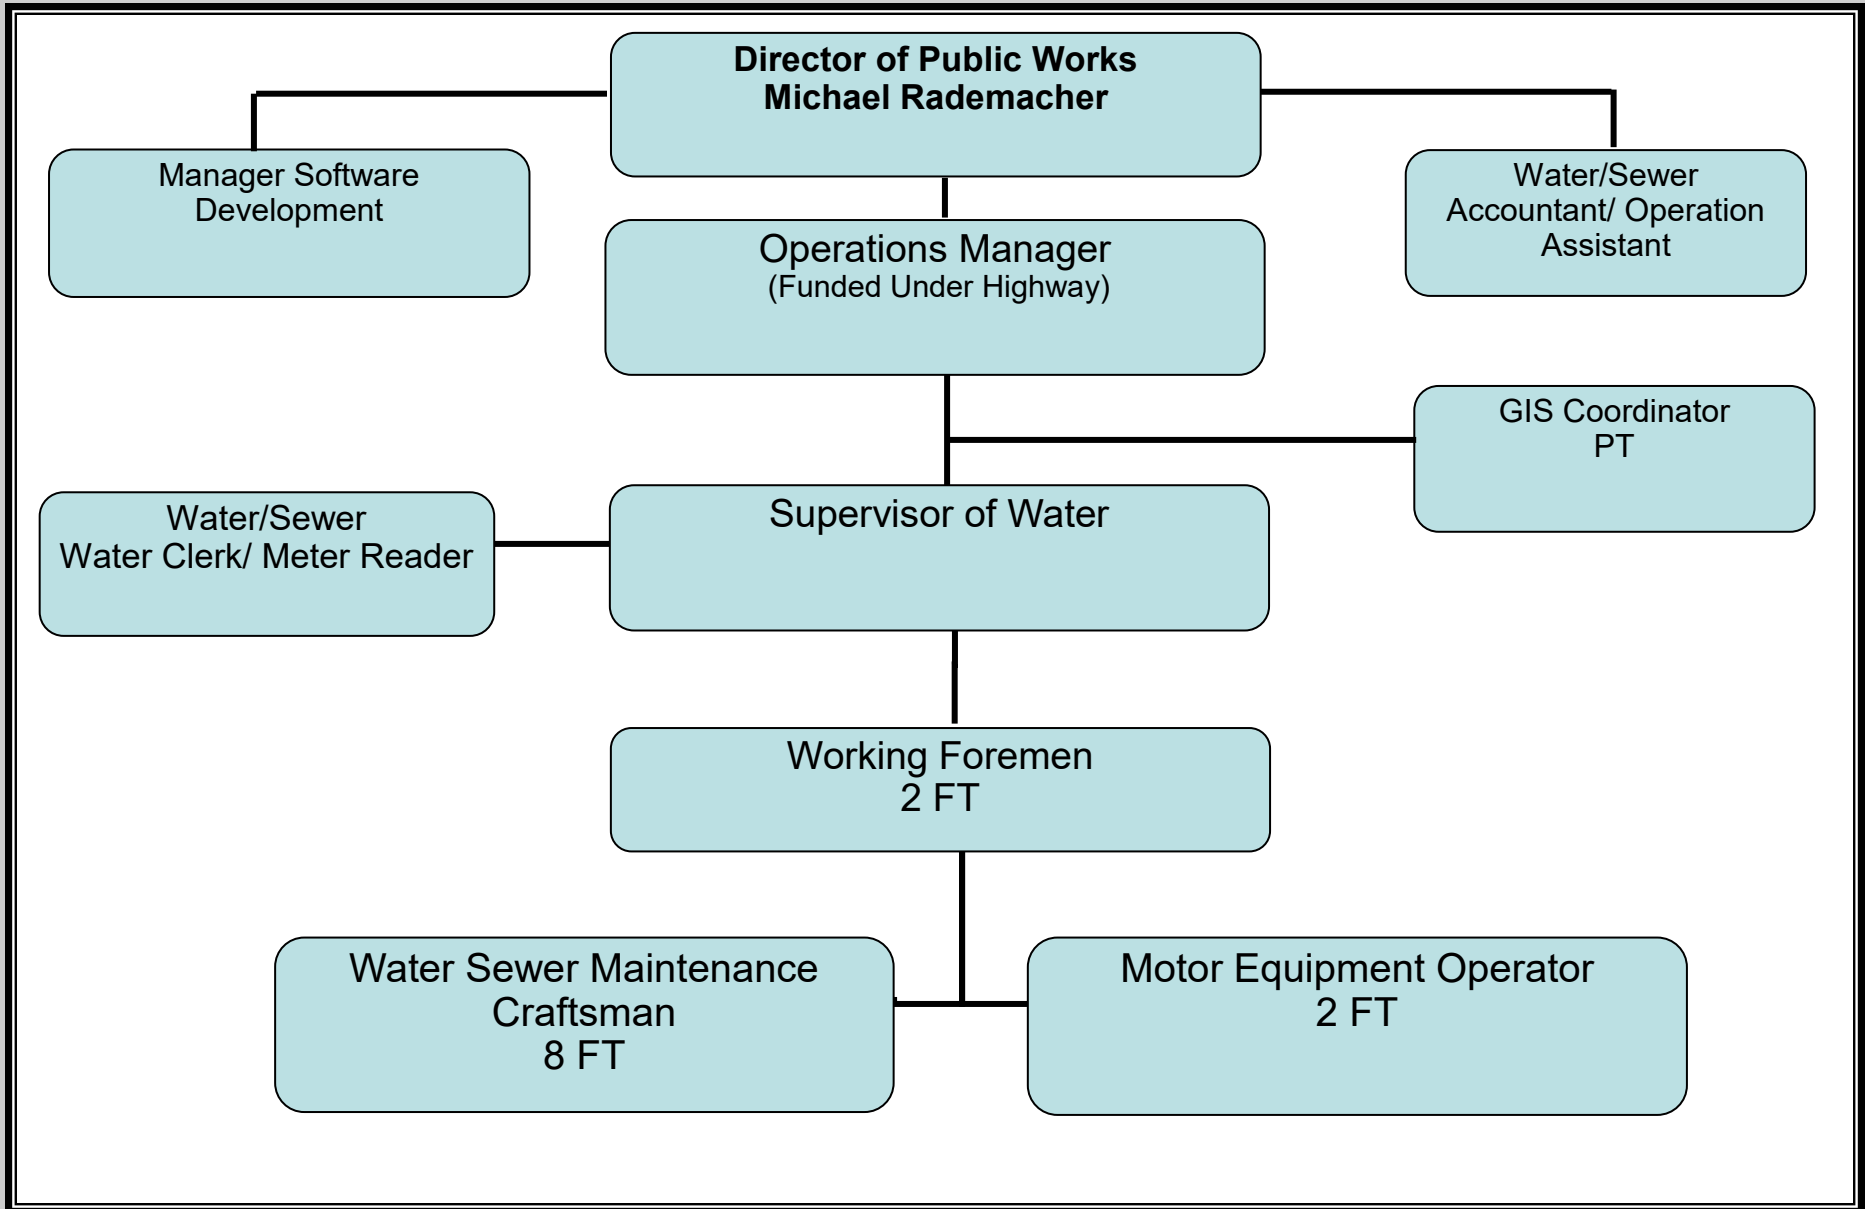 Director of Public Works
Michael Rademacher
Manager Software
Development
Water/Sewer
Accountant/ Operation
Assistant
Operations Manager
(Funded Under Highway)
GIS Coordinator
PT
Water/Sewer
Water Clerk/ Meter Reader
Supervisor of Water
Working Foremen
2 FT
Water Sewer Maintenance
Craftsman
8 FT
Motor Equipment Operator
2 FT